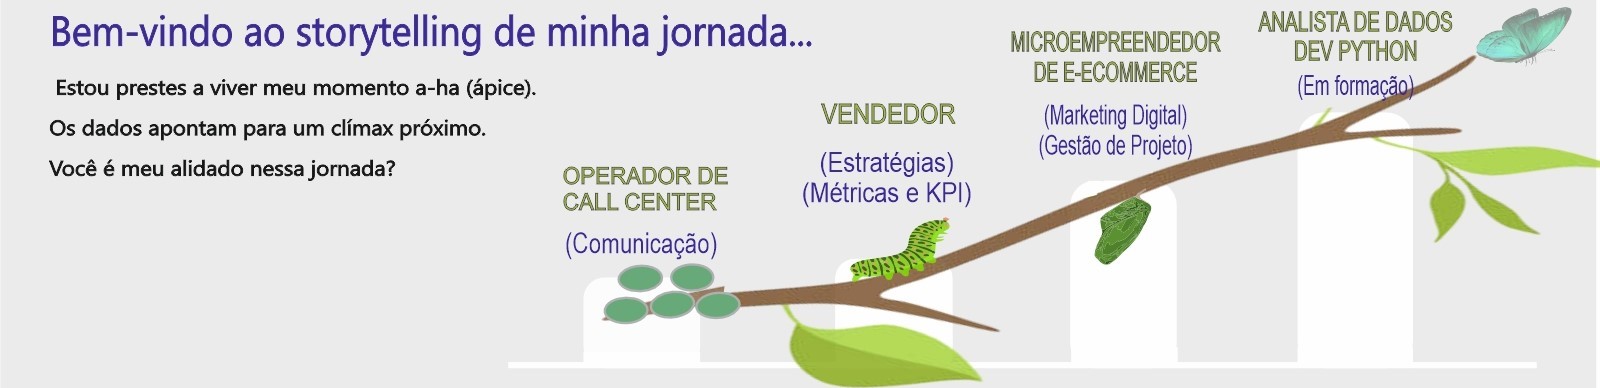 Bem-vindo ao storytelling de minha jornada...
Estou prestes a viver meu momento a-ha (ápice).
Os dados apontam para um clímax próximo.
Você é meu alidado nessa jornada?
OPERADOR DE
CALL CENTER
(Comunicação)
VENDEDOR
(Estratégias)
(Métricas e KPI)
MICROEMPREENDEDOR
DE E-ECOMMERCE
(Marketing Digital)
(Gestão de Projeto)
ANALISTA DE DADOS
DEV PYTHON
(Em formação)